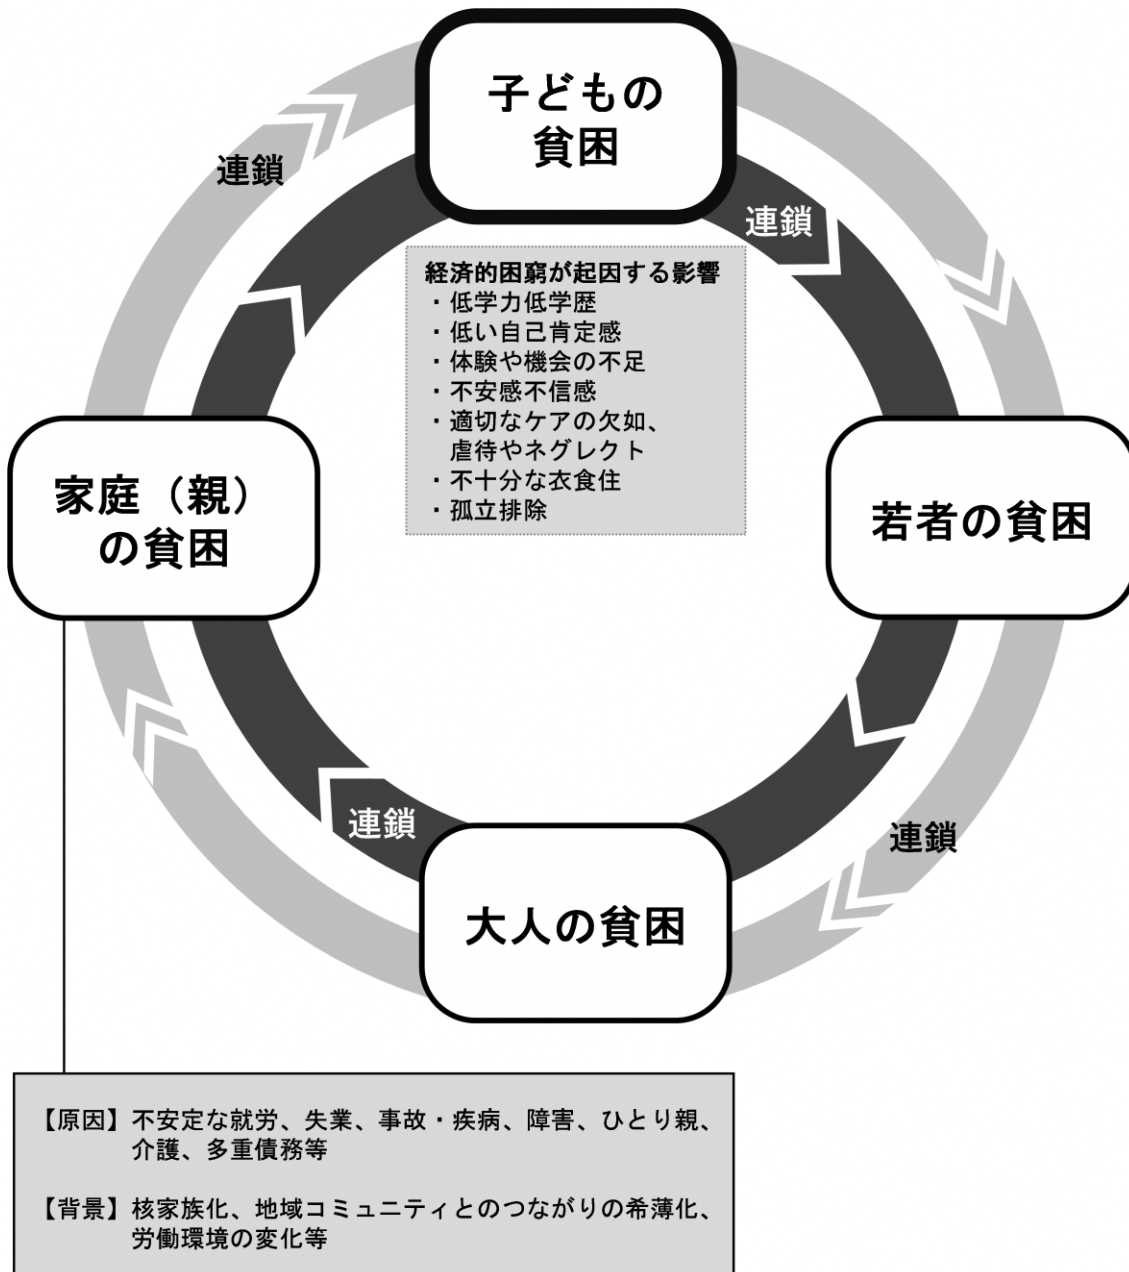 子どもの
貧困
連鎖
連鎖
経済的困窮が起因する影響
・低学力低学歴
・低い自己肯定感
・体験や機会の不足
・不安感不信感
・適切なケアの欠如、
虐待やネグレクト
・不十分な衣食住
・孤立排除
家庭（親）
の貧困
若者の貧困
連鎖
連鎖
大人の貧困
【原因】不安定な就労、失業、事故・疾病、障害、ひとり親、
介護、多重債務等
【背景】核家族化、地域コミュニティとのつながりの希薄化、
労働環境の変化等